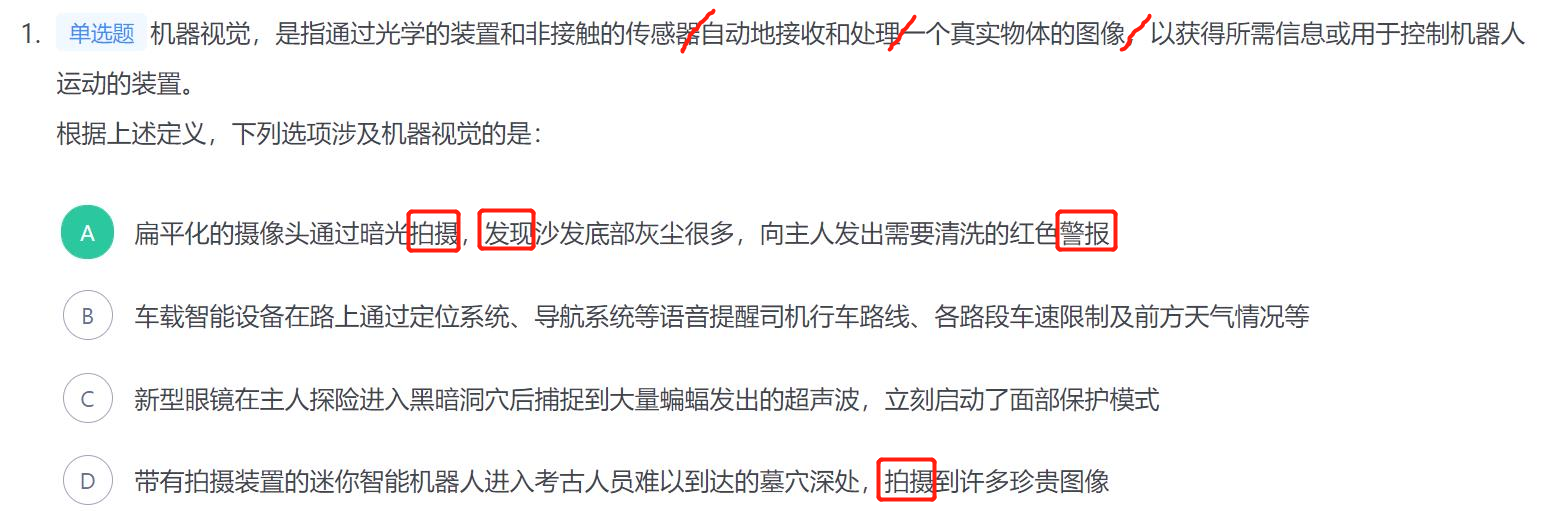 1. 单选题 机器视觉，是指通过光学的装置和非接触的传感器自动地接收和处理一个真实物体的图像，以获得所需信息或用于控制机器人
运动的装置。
根据上述定义，下列选项涉及机器视觉的是：
A 扁平化的摄像头通过暗光拍摄，发现沙发底部灰尘很多，向主人发出需要清洗的红色警报
B 车载智能设备在路上通过定位系统、导航系统等语音提醒司机行车路线、各路段车速限制及前方天气情况等
C 新型眼镜在主人探险进入黑暗洞穴后捕捉到大量蝙蝠发出的超声波，立刻启动了面部保护模式
D 带有拍摄装置的迷你智能机器人进入考古人员难以到达的墓穴深处，拍摄到许多珍贵图像